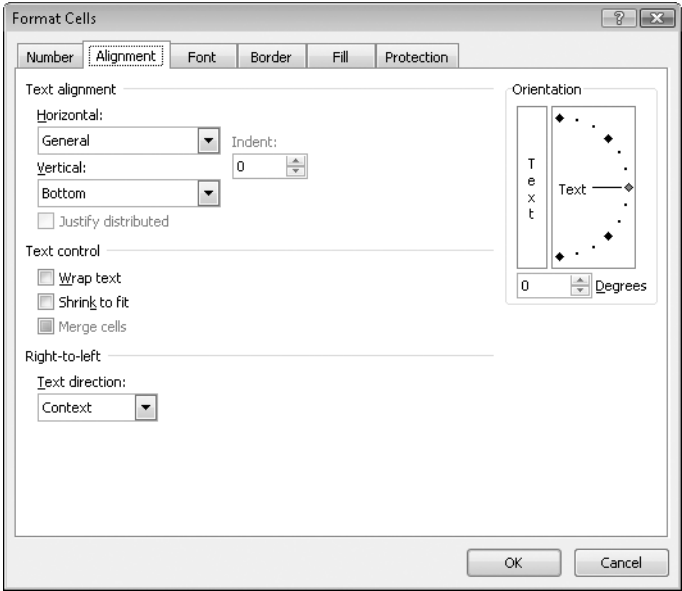 Format Cells
?
Number Alignment Font Border Fill Protection
Text alignment
Horizontal:
General
Indent:
Vertical:
0
Bottom
Justify distributed
Text control
Wrap text
Shrink to fit
Merge cells
Right-to-left
Text direction:
Context
Orientation
Text
Text
0 Degrees
OK Cancel